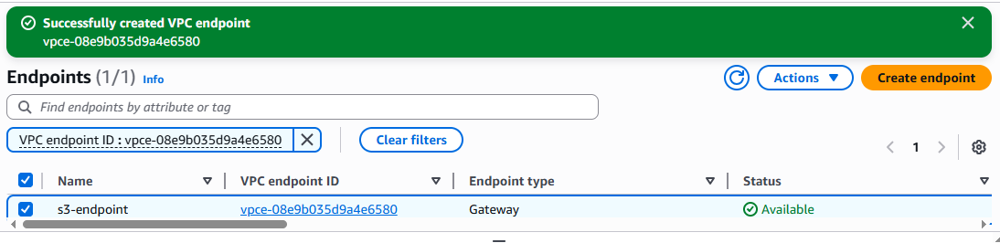 Successfully created VPC endpoint
vpce-08e9b035d9a4e6580
Endpoints (1/1) Info
Actions
Create endpoint
Find endpoints by attribute or tag
VPC endpoint ID : vpce-08e9b035d9a4e6580
Clear filters
1
Name VPC endpoint ID Endpoint type Status
s3-endpoint vpce-08e9b035d9a4e6580 Gateway Available